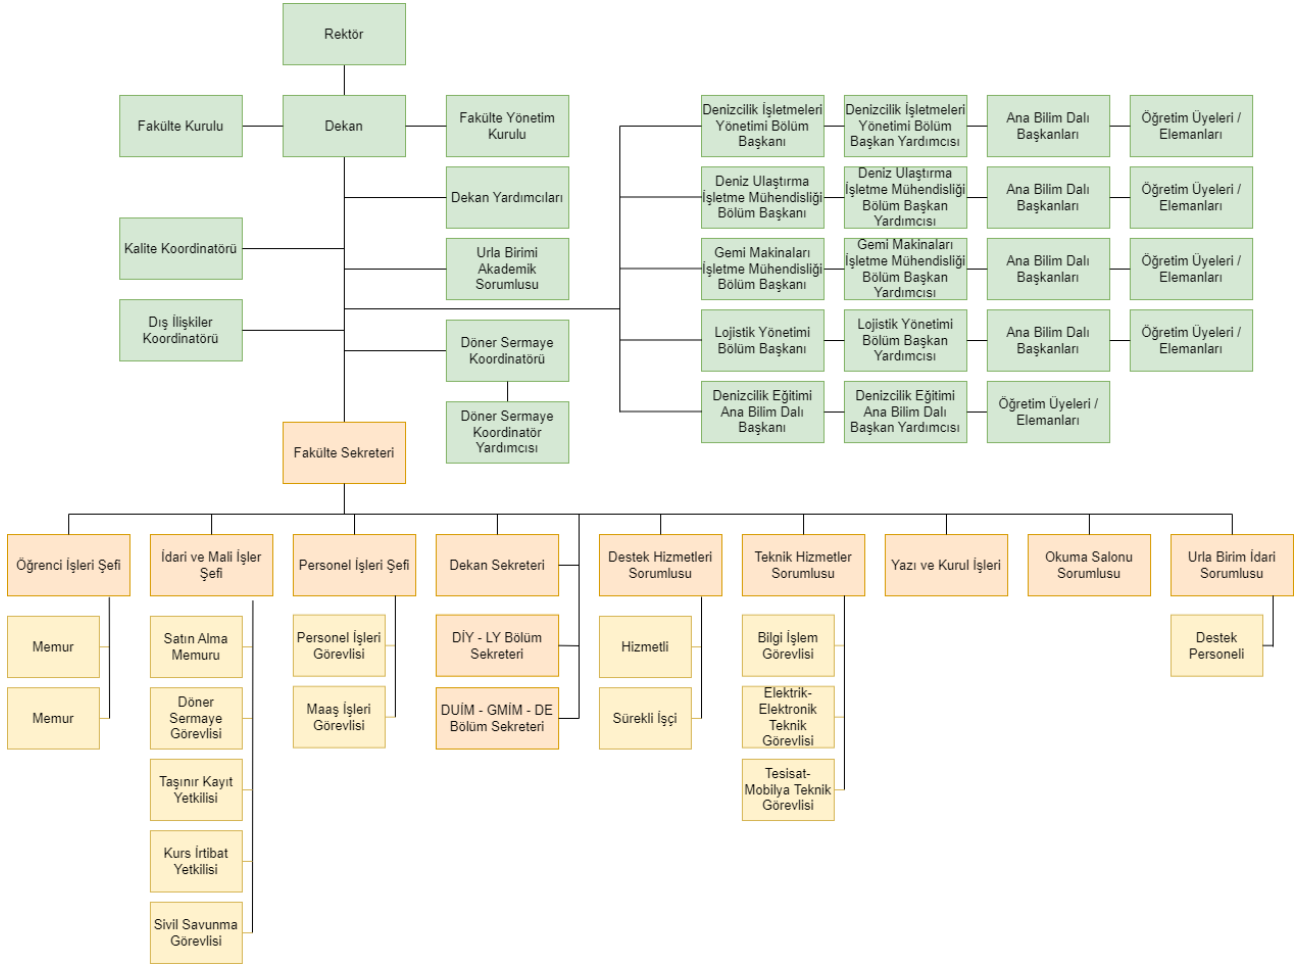 Rektör
Fakülte Kurulu
Dekan
Fakülte Yönetim
Kurulu
Dekan Yardımcıları
Kalite Koordinatörü
Urla Birimi
Akademik
Sorumlusu
Dış İlişkiler
Koordinatörü
Döner Sermaye
Koordinatörü
Döner Sermaye
Koordinatör
Yardımcısı
Denizcilik İşletmeleri
Yönetimi Bölüm
Başkanı
Denizcilik İşletmeleri
Yönetimi Bölüm
Başkan Yardımcısı
Ana Bilim Dalı
Başkanları
Öğretim Üyeleri /
Elemanları
Deniz Ulaştırma
İşletme Mühendisliği
Bölüm Başkanı
Deniz Ulaştırma
İşletme Mühendisliği
Bölüm Başkan
Yardımcısı
Ana Bilim Dalı
Başkanları
Öğretim Üyeleri /
Elemanları
Gemi Makinaları
İşletme Mühendisliği
Bölüm Başkanı
Gemi Makinaları
İşletme Mühendisliği
Bölüm Başkan
Yardımcısı
Ana Bilim Dalı
Başkanları
Öğretim Üyeleri /
Elemanları
Lojistik Yönetimi
Bölüm Başkanı
Lojistik Yönetimi
Bölüm Başkan
Yardımcısı
Ana Bilim Dalı
Başkanları
Öğretim Üyeleri /
Elemanları
Denizcilik Eğitimi
Ana Bilim Dalı
Başkanı
Denizcilik Eğitimi
Ana Bilim Dalı
Başkan Yardımcısı
Öğretim Üyeleri /
Elemanları
Fakülte Sekreteri
Öğrenci İşleri Şefi
Memur
Memur
İdari ve Mali İşler
Şefi
Satın Alma
Memuru
Döner
Sermaye
Görevlisi
Taşınır Kayıt
Yetkilisi
Kurs İrtibat
Yetkilisi
Sivil Savunma
Görevlisi
Personel İşleri Şefi
Personel İşleri
Görevlisi
Maaş İşleri
Görevlisi
Dekan Sekreteri
DİY - LY Bölüm
Sekreteri
DUİM - GMİM - DE
Bölüm Sekreteri
Destek Hizmetleri
Sorumlusu
Hizmetli
Sürekli İşçi
Teknik Hizmetler
Sorumlusu
Bilgi İşlem
Görevlisi
Elektrik-
Elektronik
Teknik
Görevlisi
Tesisat-
Mobilya Teknik
Görevlisi
Yazı ve Kurul İşleri
Okuma Salonu
Sorumlusu
Urla Birim İdari
Sorumlusu
Destek
Personeli